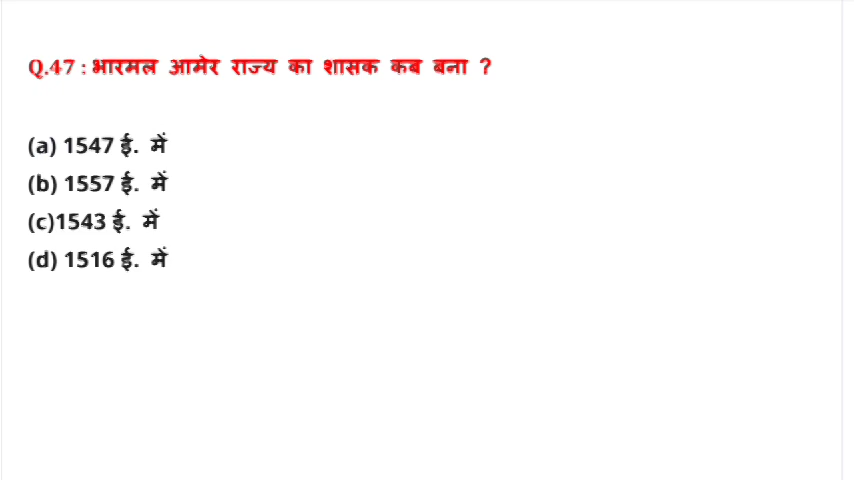 Q.47 : भारमल आमेर राज्य का शासक कब बना ?
(a) 1547 ई. में
(b) 1557 ई. में
(c)1543 ई. में
(d) 1516 ई. में